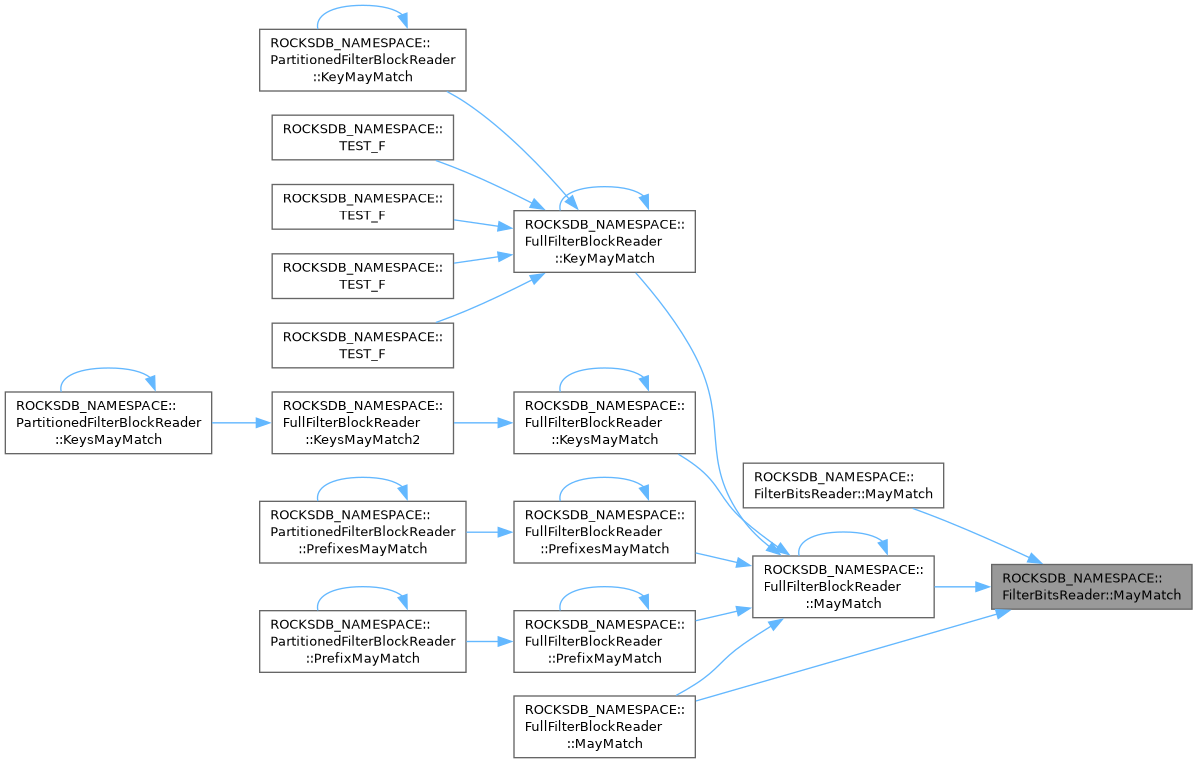 ROCKSDB_NAMESPACE::
PartitionedFilterBlockReader
::KeyMayMatch
ROCKSDB_NAMESPACE::
TEST_F
ROCKSDB_NAMESPACE::
TEST_F
ROCKSDB_NAMESPACE::
FullFilterBlockReader
::KeyMayMatch
ROCKSDB_NAMESPACE::
TEST_F
ROCKSDB_NAMESPACE::
TEST_F
ROCKSDB_NAMESPACE::
PartitionedFilterBlockReader
::KeysMayMatch
ROCKSDB_NAMESPACE::
FullFilterBlockReader
::KeysMayMatch2
ROCKSDB_NAMESPACE::
FullFilterBlockReader
::KeysMayMatch
ROCKSDB_NAMESPACE::
FilterBitsReader::MayMatch
ROCKSDB_NAMESPACE::
PartitionedFilterBlockReader
::PrefixesMayMatch
ROCKSDB_NAMESPACE::
FullFilterBlockReader
::PrefixesMayMatch
ROCKSDB_NAMESPACE::
FullFilterBlockReader
::MayMatch
ROCKSDB_NAMESPACE::
FilterBitsReader::MayMatch
ROCKSDB_NAMESPACE::
PartitionedFilterBlockReader
::PrefixMayMatch
ROCKSDB_NAMESPACE::
FullFilterBlockReader
::PrefixMayMatch
ROCKSDB_NAMESPACE::
FullFilterBlockReader
::MayMatch